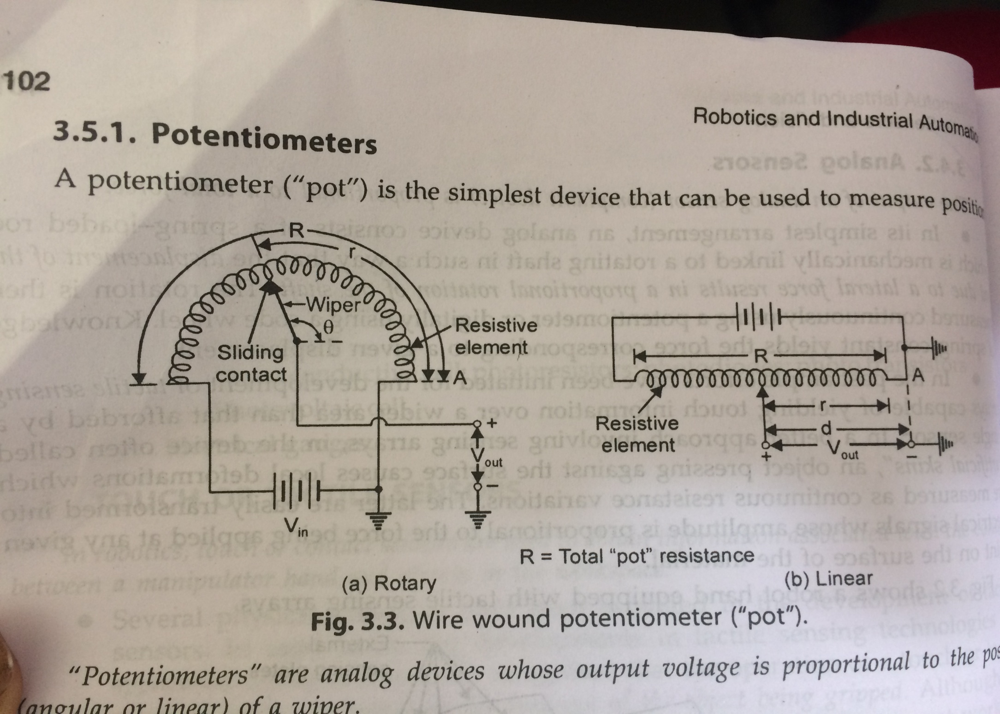 102
Robotics and Industrial Automatio
3.5.1. Potentiometers
A potentiometer (“pot”) is the simplest device that can be used to measure positio
R
r
Wiper
θ
Sliding
contact
Resistive
element
A
+
V out
−
V in
R
A
r
d
V out
+
−
Resistive
element
R = Total “pot” resistance
(a) Rotary
(b) Linear
Fig. 3.3. Wire wound potentiometer (“pot”).
“Potentiometers” are analog devices whose output voltage is proportional to the pos
(angular or linear) of a wiper.